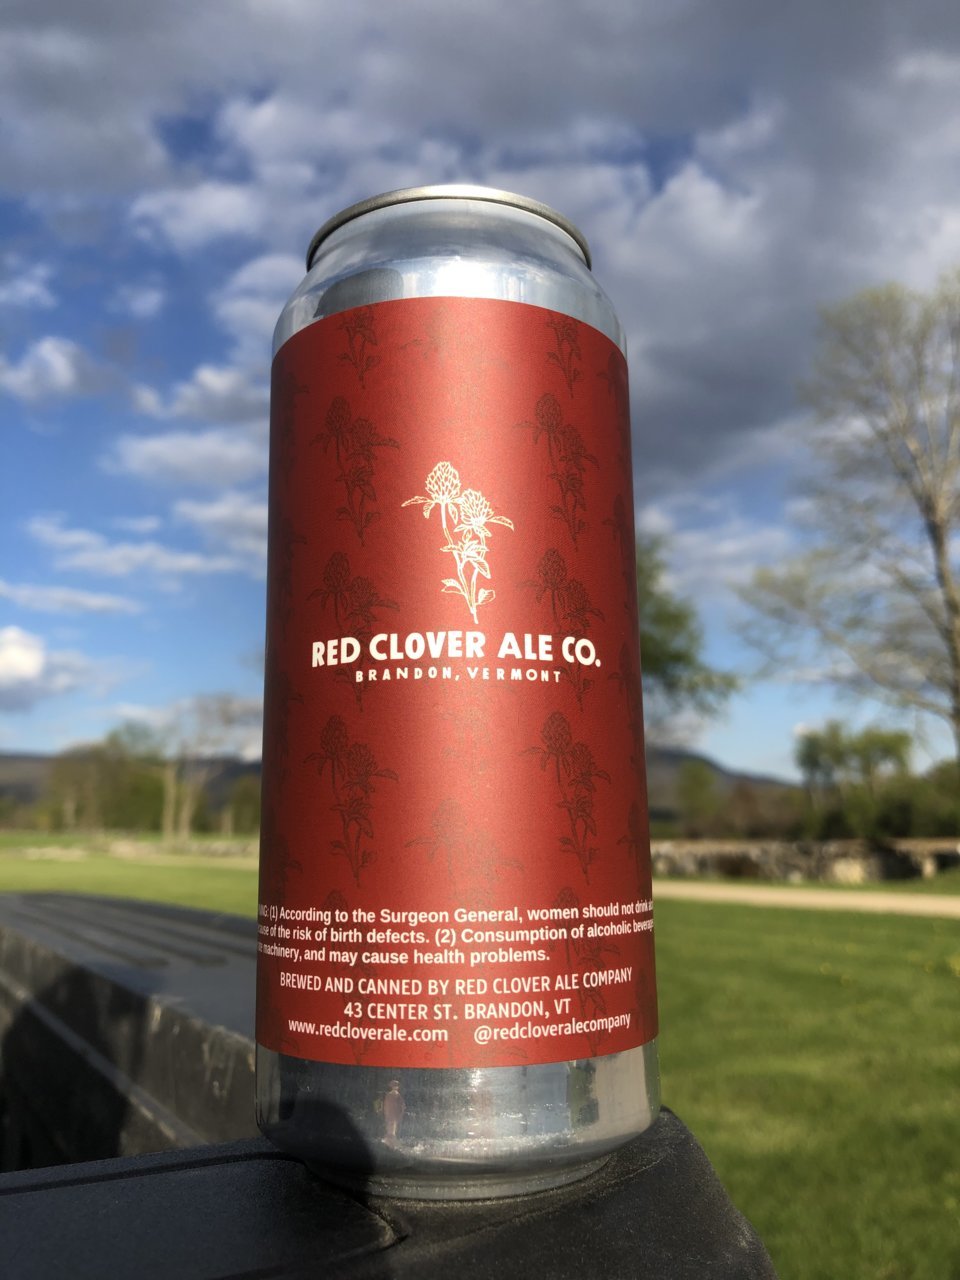 RED CLOVER ALE CO.
BRANDON, VERMONT
(1) According to the Surgeon General, women should not drink
of the risk of birth defects. (2) Consumption of alcoholic
machinery, and may cause health problems.
BREWED AND CANNED BY RED CLOVER ALE COMPANY
43 CENTER ST. BRANDON, VT
www.redcloverale.com @redcloveralecompany